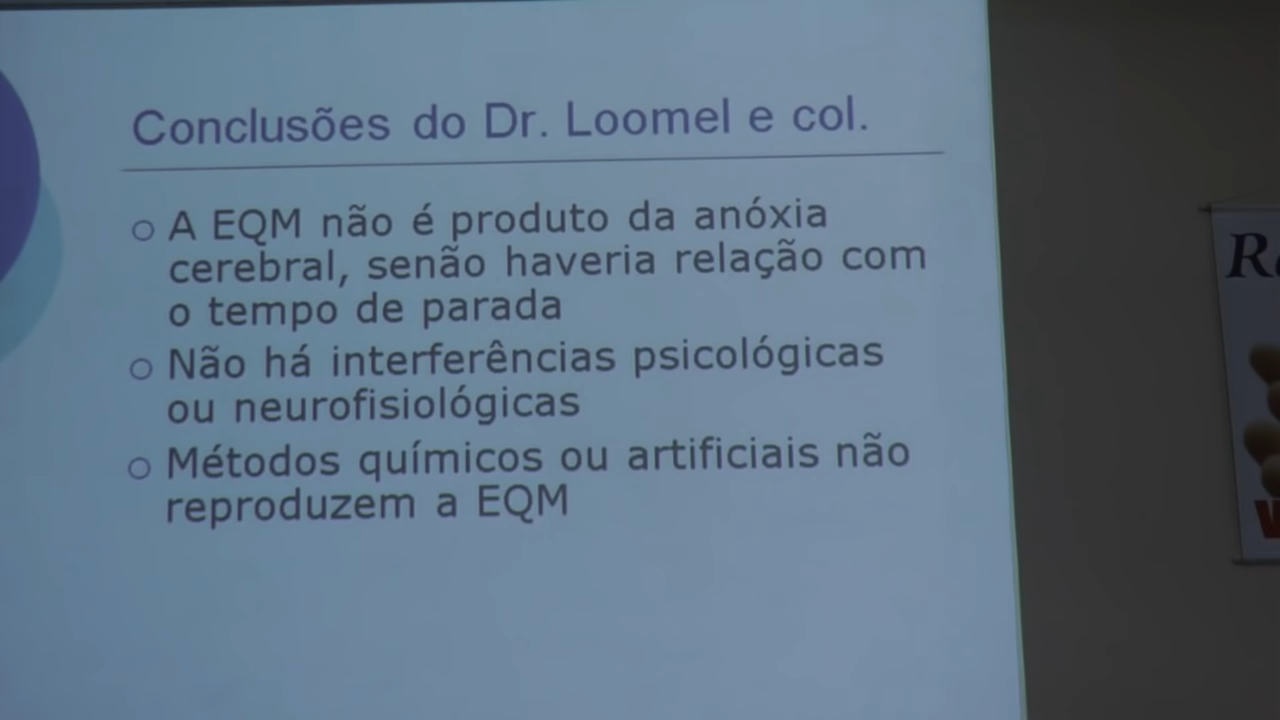 Conclusões do Dr. Loomel e col.
A EQM não é produto da anóxia
cerebral, senão haveria relação com
o tempo de parada
Não há interferências psicológicas
ou neurofisiológicas
Métodos químicos ou artificiais não
reproduzem a EQM